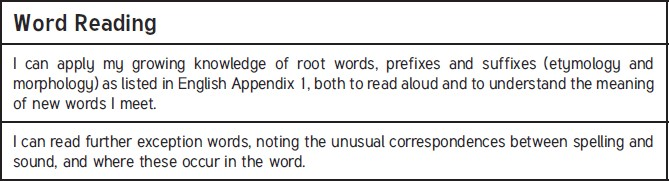 Word Reading
I can apply my growing knowledge of root words, prefixes and suffixes (etymology and
morphology) as listed in English Appendix 1, both to read aloud and to understand the meaning
of new words I meet.
I can read further exception words, noting the unusual correspondences between spelling and
sound, and where these occur in the word.